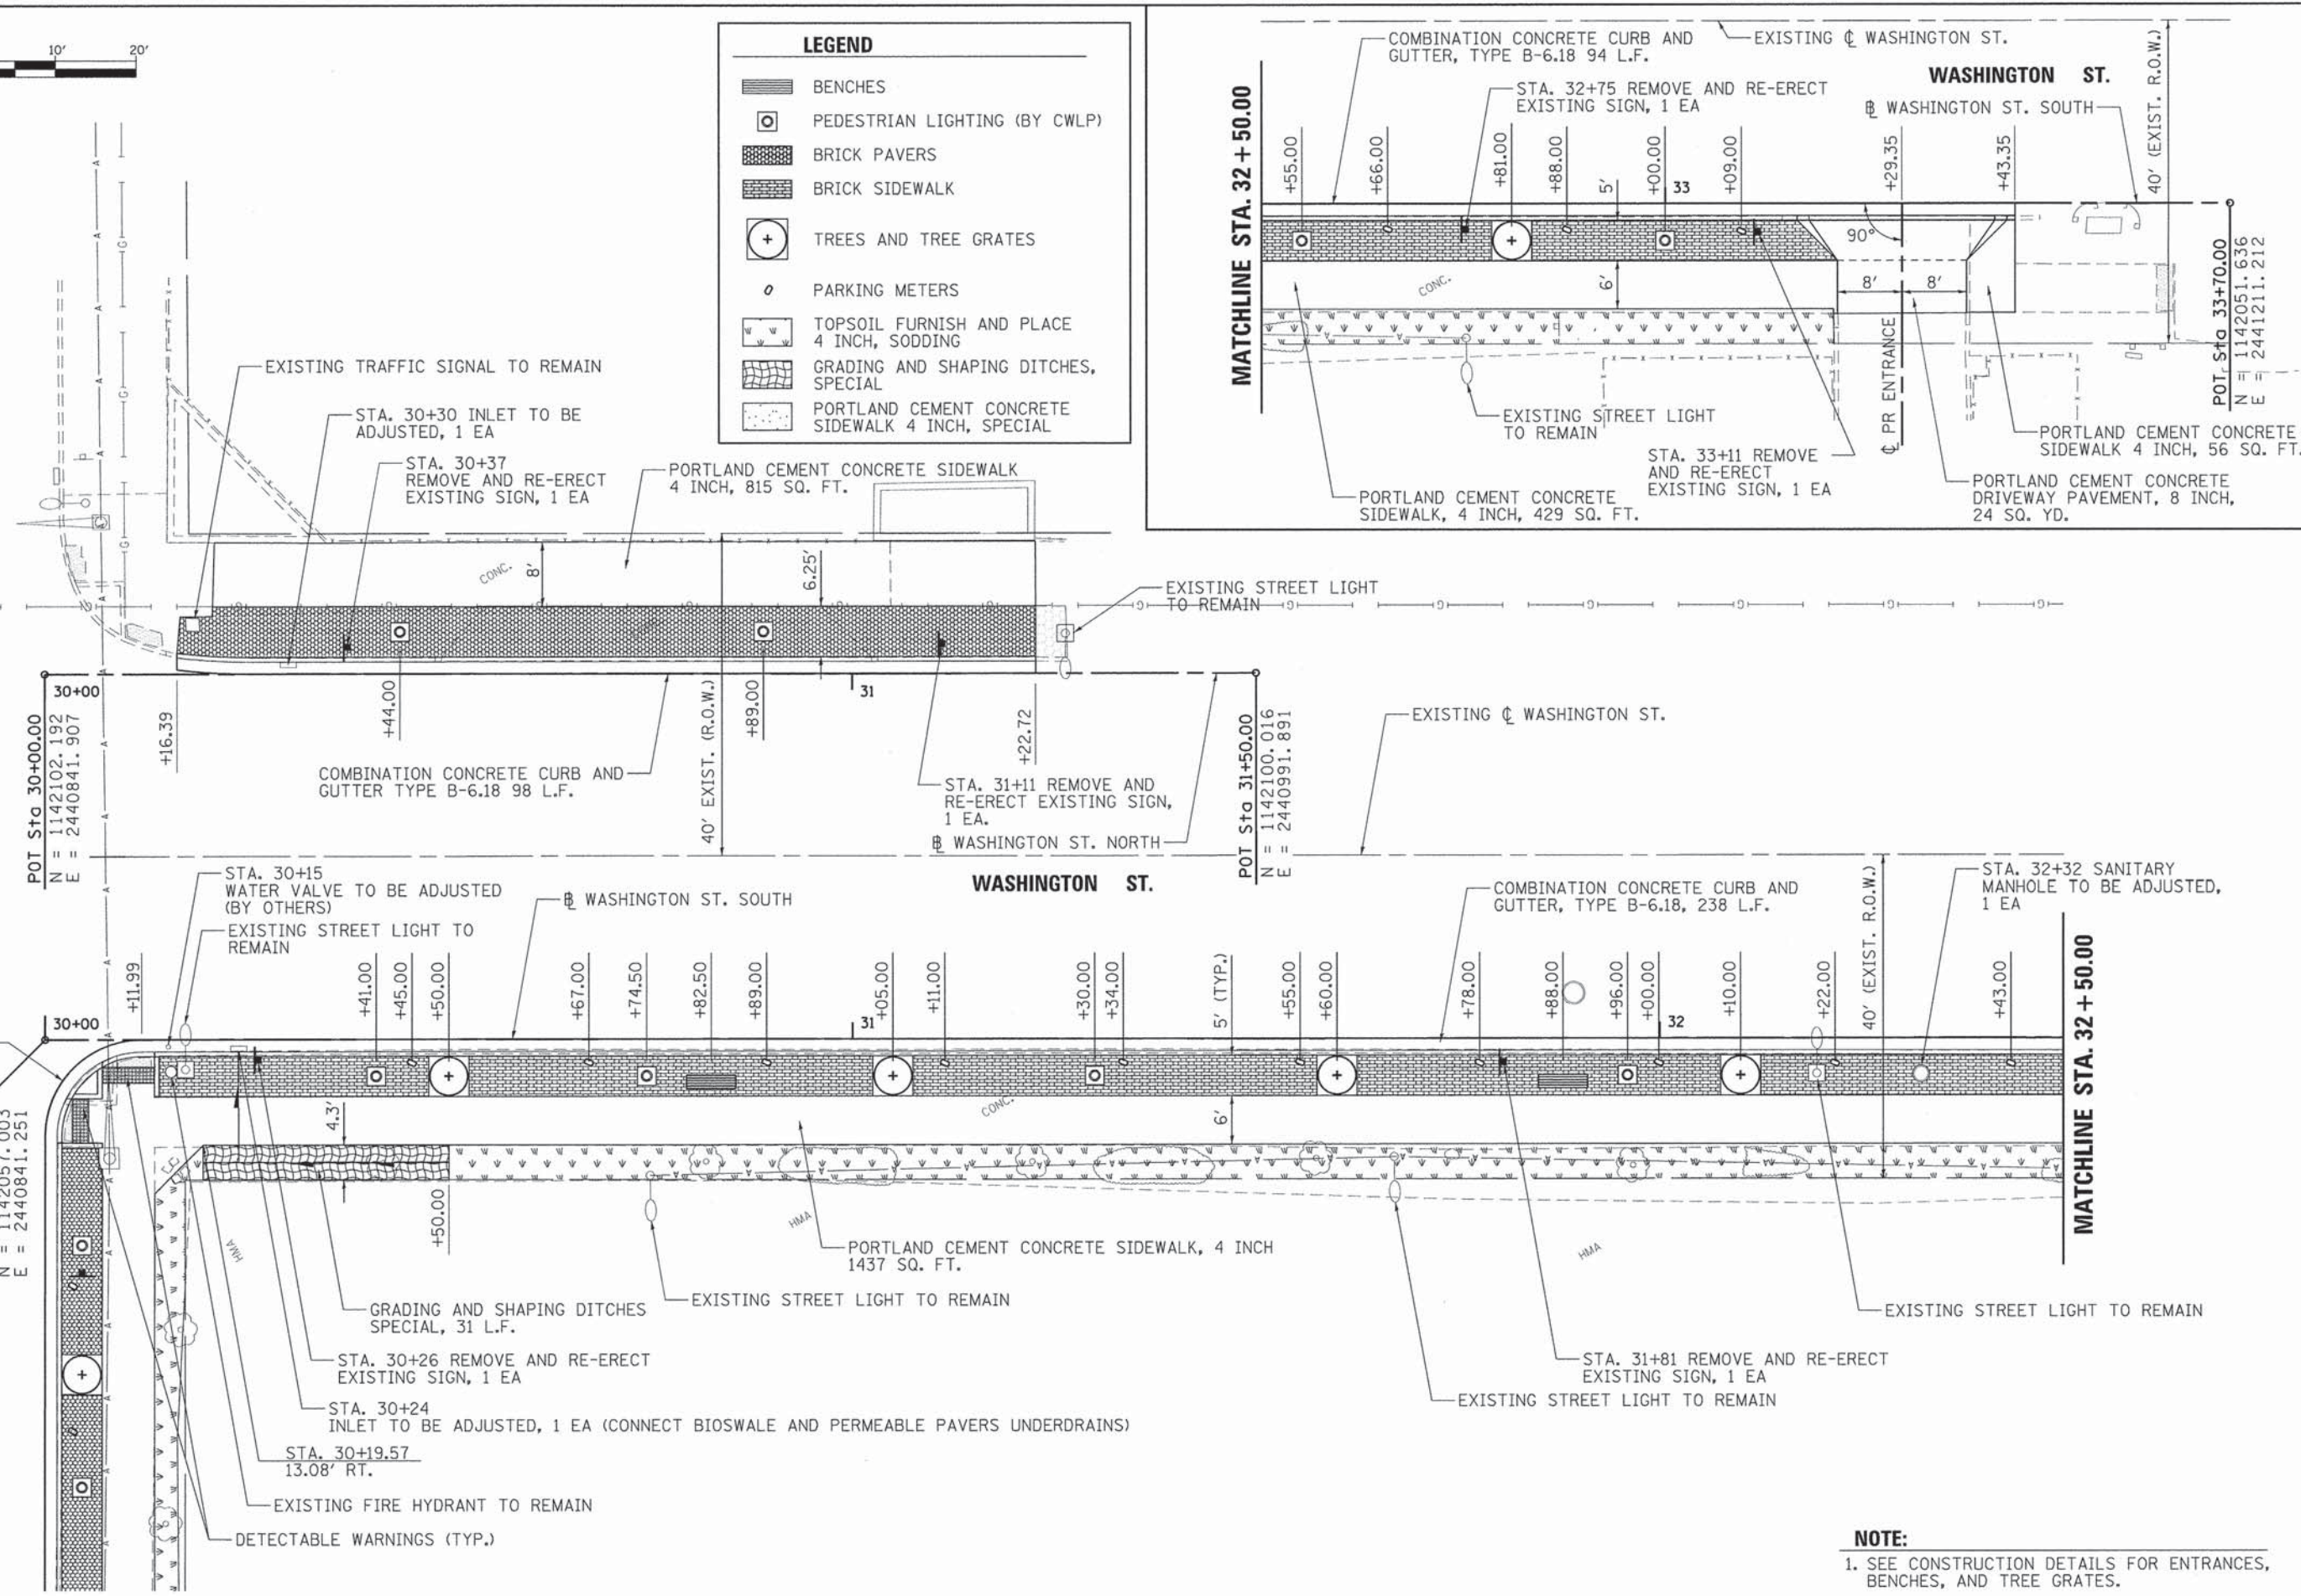 10' 20'
LEGEND
BENCHES
PEDESTRIAN LIGHTING (BY CWLP)
BRICK PAVERS
BRICK SIDEWALK
TREES AND TREE GRATES
PARKING METERS
TOPSOIL FURNISH AND PLACE
4 INCH, SODDING
GRADING AND SHAPING DITCHES,
SPECIAL
PORTLAND CEMENT CONCRETE
SIDEWALK 4 INCH, SPECIAL
COMBINATION CONCRETE CURB AND
GUTTER, TYPE B-6.18 94 L.F.
EXISTING ℄ WASHINGTON ST.
WASHINGTON ST.
STA. 32+75 REMOVE AND RE-ERECT
EXISTING SIGN, 1 EA
B WASHINGTON ST. SOUTH
40' (EXIST. R.O.W.)
MATCHLINE STA. 32 + 50.00
+55.00
+66.00
+81.00
+88.00
5'
+00.00
33
+09.00
+29.35
+43.35
90°
CONC.
6'
8' 8'
℄ PR ENTRANCE
POT Sta 33+70.00
N = 1142051.636
E = 2441211.212
EXISTING STREET LIGHT
TO REMAIN
STA. 33+11 REMOVE
AND RE-ERECT
EXISTING SIGN, 1 EA
PORTLAND CEMENT CONCRETE
SIDEWALK 4 INCH, 56 SQ. FT.
PORTLAND CEMENT CONCRETE
SIDEWALK, 4 INCH, 429 SQ. FT.
PORTLAND CEMENT CONCRETE
DRIVEWAY PAVEMENT, 8 INCH,
24 SQ. YD.
EXISTING TRAFFIC SIGNAL TO REMAIN
STA. 30+30 INLET TO BE
ADJUSTED, 1 EA
STA. 30+37
REMOVE AND RE-ERECT
EXISTING SIGN, 1 EA
PORTLAND CEMENT CONCRETE SIDEWALK
4 INCH, 815 SQ. FT.
CONC.
8'
6.25'
EXISTING STREET LIGHT
TO REMAIN
30+00
POT Sta 30+00.00
N = 1142102.192
E = 2440841.907
+16.39
+44.00
40' EXIST. (R.O.W.)
+89.00
31
+22.72
COMBINATION CONCRETE CURB AND
GUTTER TYPE B-6.18 98 L.F.
STA. 31+11 REMOVE AND
RE-ERECT EXISTING SIGN,
1 EA.
B WASHINGTON ST. NORTH
POT Sta 31+50.00
N = 1142100.016
E = 2440991.891
EXISTING ℄ WASHINGTON ST.
STA. 30+15
WATER VALVE TO BE ADJUSTED
(BY OTHERS)
EXISTING STREET LIGHT TO
REMAIN
B WASHINGTON ST. SOUTH
WASHINGTON ST.
COMBINATION CONCRETE CURB AND
GUTTER, TYPE B-6.18, 238 L.F.
40' (EXIST. R.O.W.)
STA. 32+32 SANITARY
MANHOLE TO BE ADJUSTED,
1 EA
30+00
+11.99
+41.00
+45.00
+50.00
+67.00
+74.50
+82.50
+89.00
31
+05.00
+11.00
+30.00
+34.00
5' (TYP.)
+55.00
+60.00
+78.00
+88.00
+96.00
+00.00
32
+10.00
+22.00
+43.00
MATCHLINE STA. 32 + 50.00
E = 2440841.251
4.3'
CONC.
6'
+50.00
HMA
HMA
HMA
PORTLAND CEMENT CONCRETE SIDEWALK, 4 INCH
1437 SQ. FT.
GRADING AND SHAPING DITCHES
SPECIAL, 31 L.F.
EXISTING STREET LIGHT TO REMAIN
EXISTING STREET LIGHT TO REMAIN
STA. 30+26 REMOVE AND RE-ERECT
EXISTING SIGN, 1 EA
STA. 31+81 REMOVE AND RE-ERECT
EXISTING SIGN, 1 EA
EXISTING STREET LIGHT TO REMAIN
STA. 30+24
INLET TO BE ADJUSTED, 1 EA (CONNECT BIOSWALE AND PERMEABLE PAVERS UNDERDRAINS)
STA. 30+19.57
13.08' RT.
EXISTING FIRE HYDRANT TO REMAIN
DETECTABLE WARNINGS (TYP.)
NOTE:
1. SEE CONSTRUCTION DETAILS FOR ENTRANCES,
BENCHES, AND TREE GRATES.